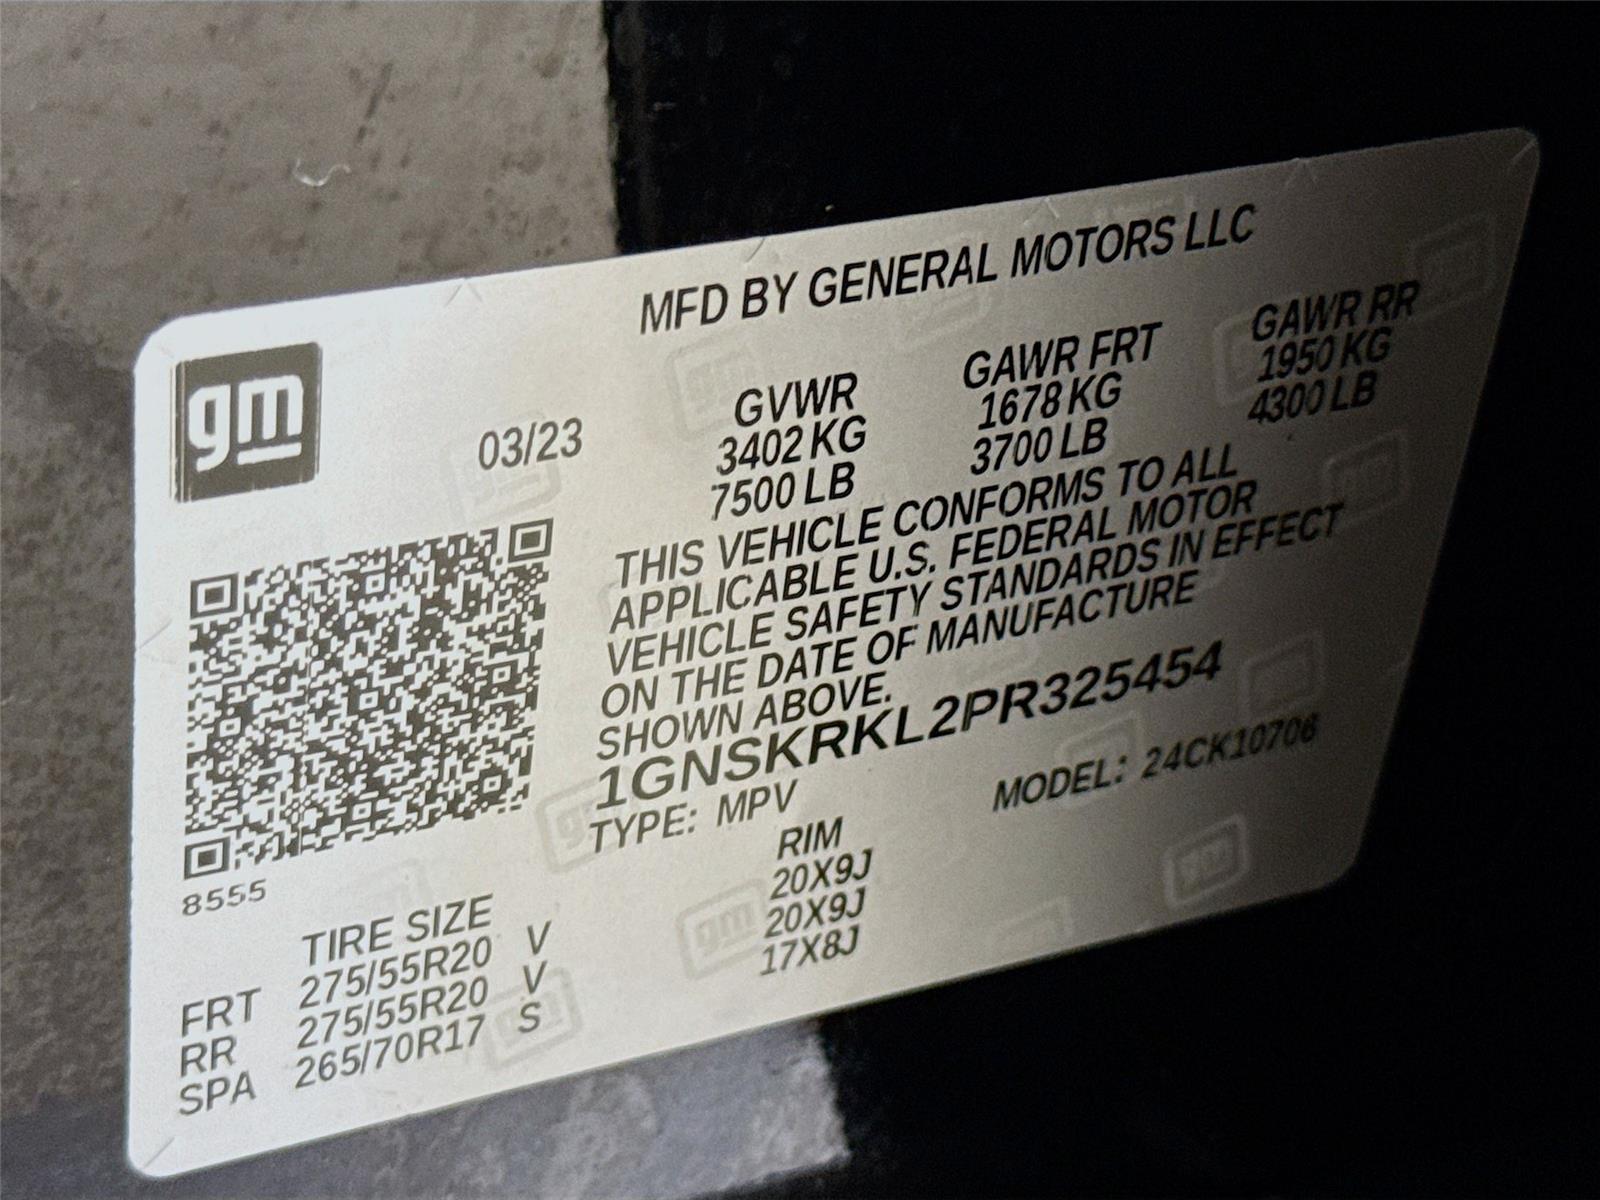 MFD BY GENERAL MOTORS LLC
gm
03/23
GVWR GAWR FRT GAWR RR
3402 KG 1678 KG 1950 KG
7500 LB 3700 LB 4300 LB
THIS VEHICLE CONFORMS TO ALL
APPLICABLE U.S. FEDERAL MOTOR
VEHICLE SAFETY STANDARDS IN EFFECT
ON THE DATE OF MANUFACTURE
SHOWN ABOVE.
1GNSKRKL2PR325454
TYPE: MPV MODEL: 24CK10706
8555
TIRE SIZE RIM
FRT 275/55R20 V 20X9J
RR 275/55R20 V 20X9J
SPA 265/70R17 S 17X8J